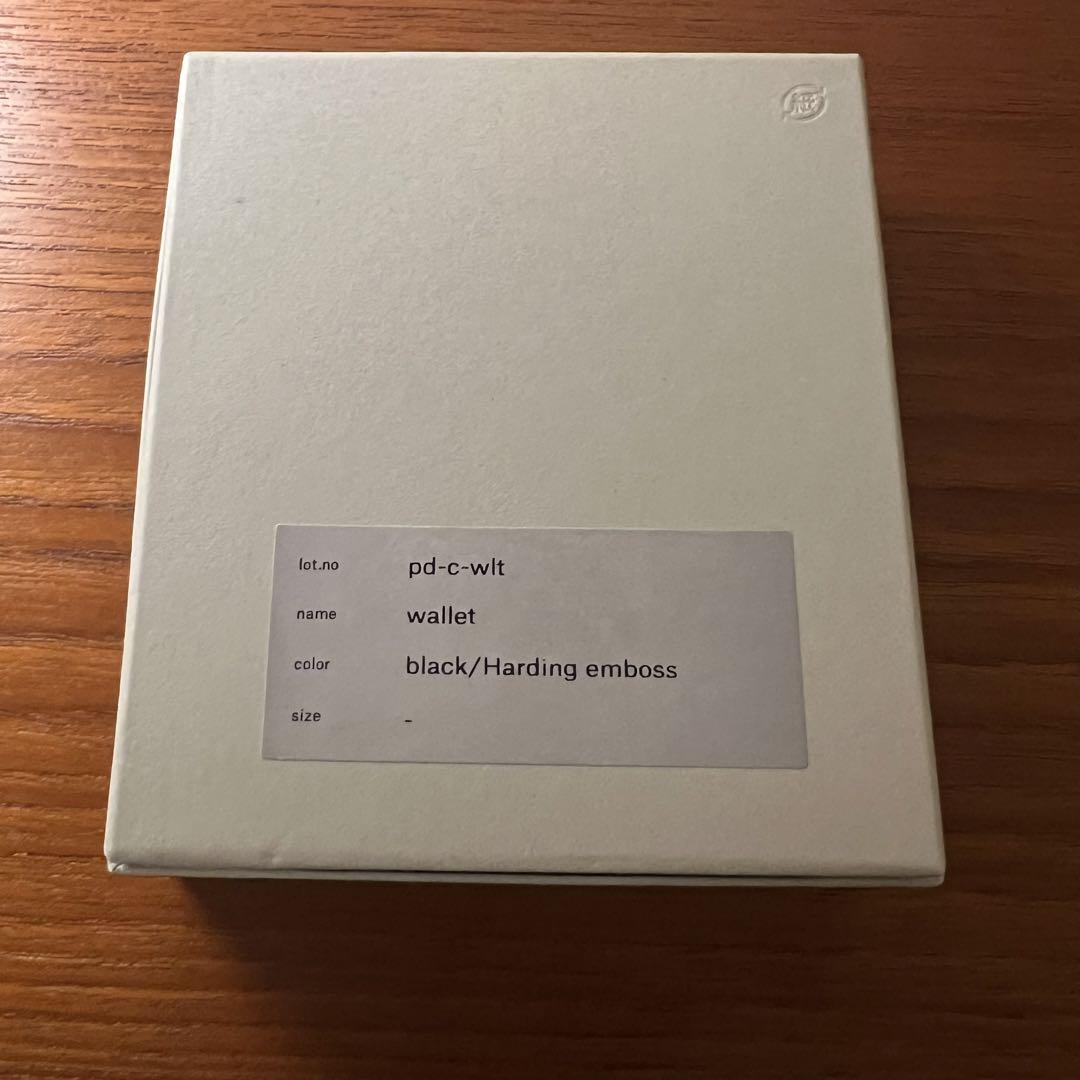 lot.no pd-c-wlt
name wallet
color black/Harding emboss
size -